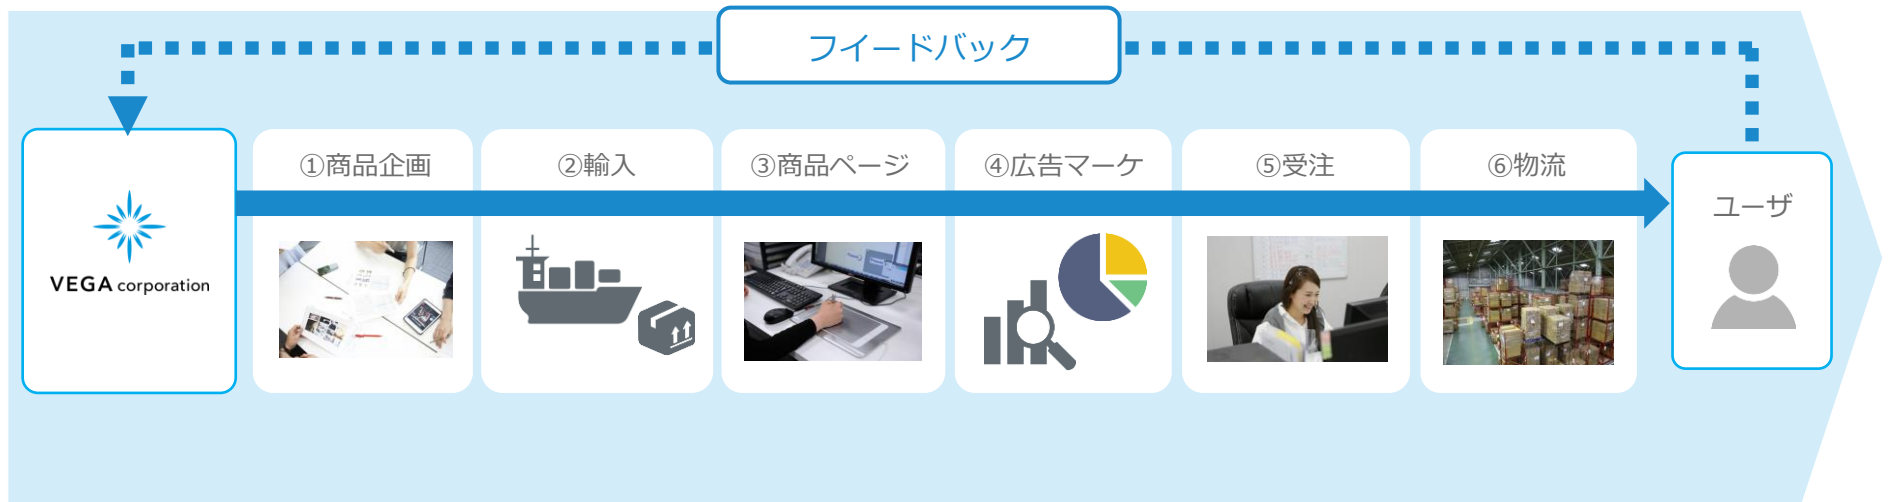 フイードバック
①商品企画
②輸入
③商品ページ
④広告マーケ
⑤受注
⑥物流
ユーザ
VEGA corporation